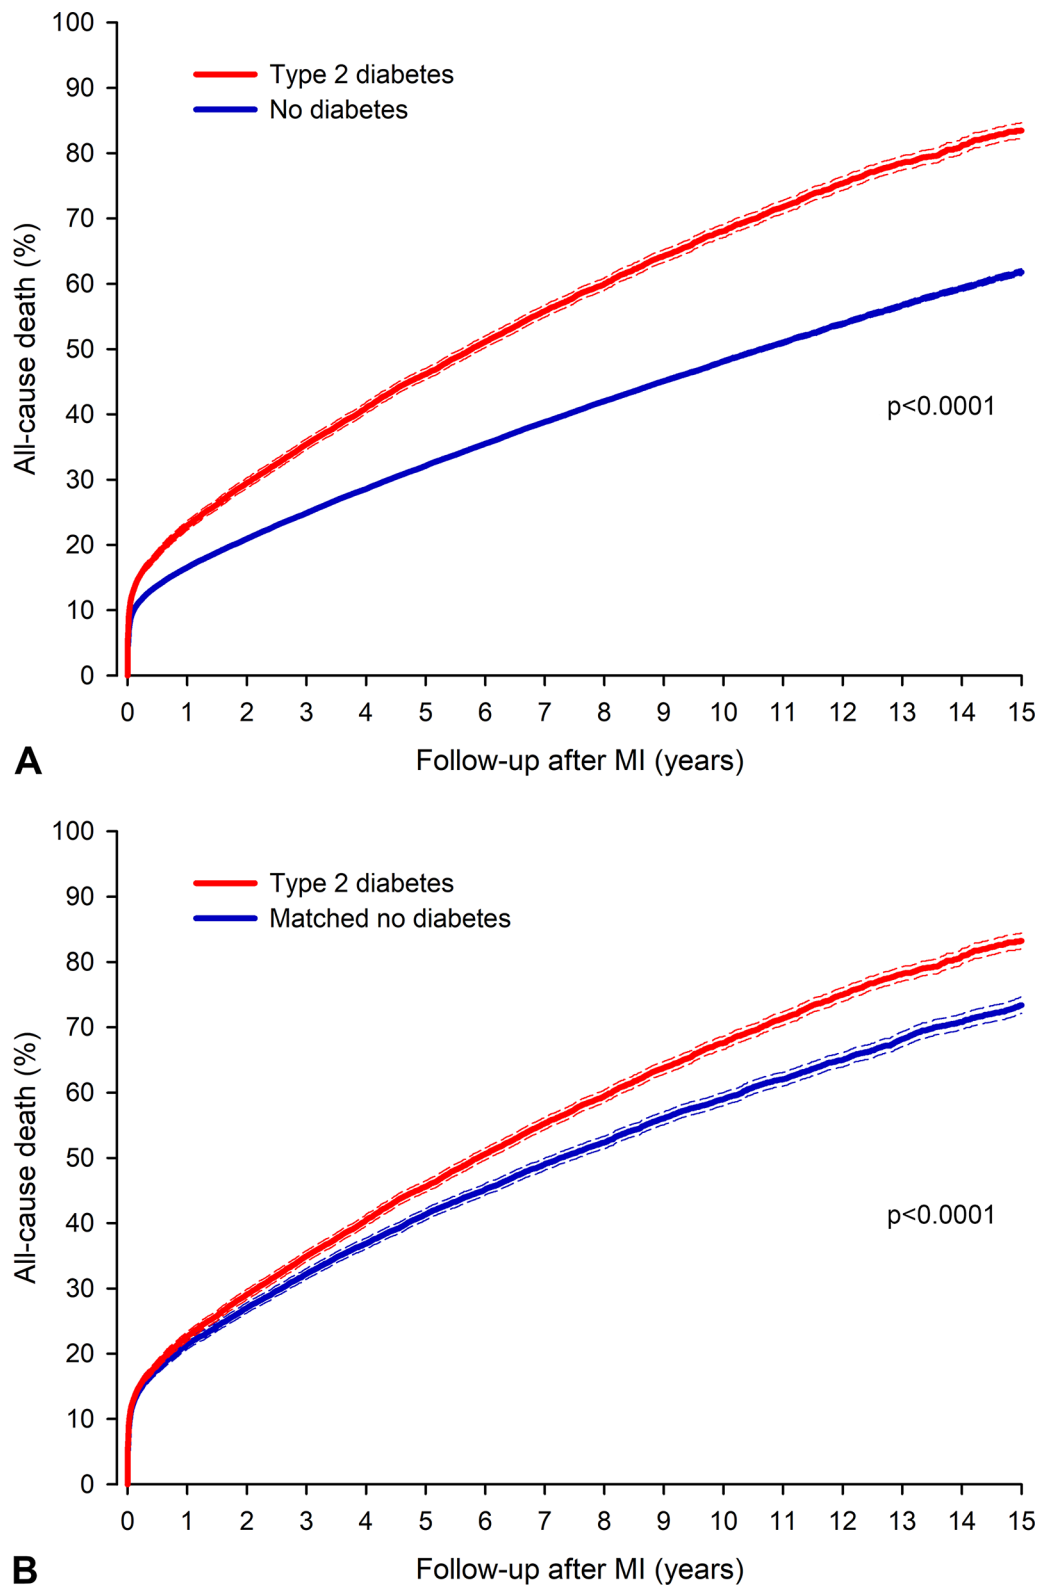 100
90
80
70
60
50
40
30
20
10
0
All-cause death (%)
Type 2 diabetes
No diabetes
p<0.0001
0 1 2 3 4 5 6 7 8 9 10 11 12 13 14 15
Follow-up after MI (years)
A
100
90
80
70
60
50
40
30
20
10
0
All-cause death (%)
Type 2 diabetes
Matched no diabetes
p<0.0001
0 1 2 3 4 5 6 7 8 9 10 11 12 13 14 15
Follow-up after MI (years)
B